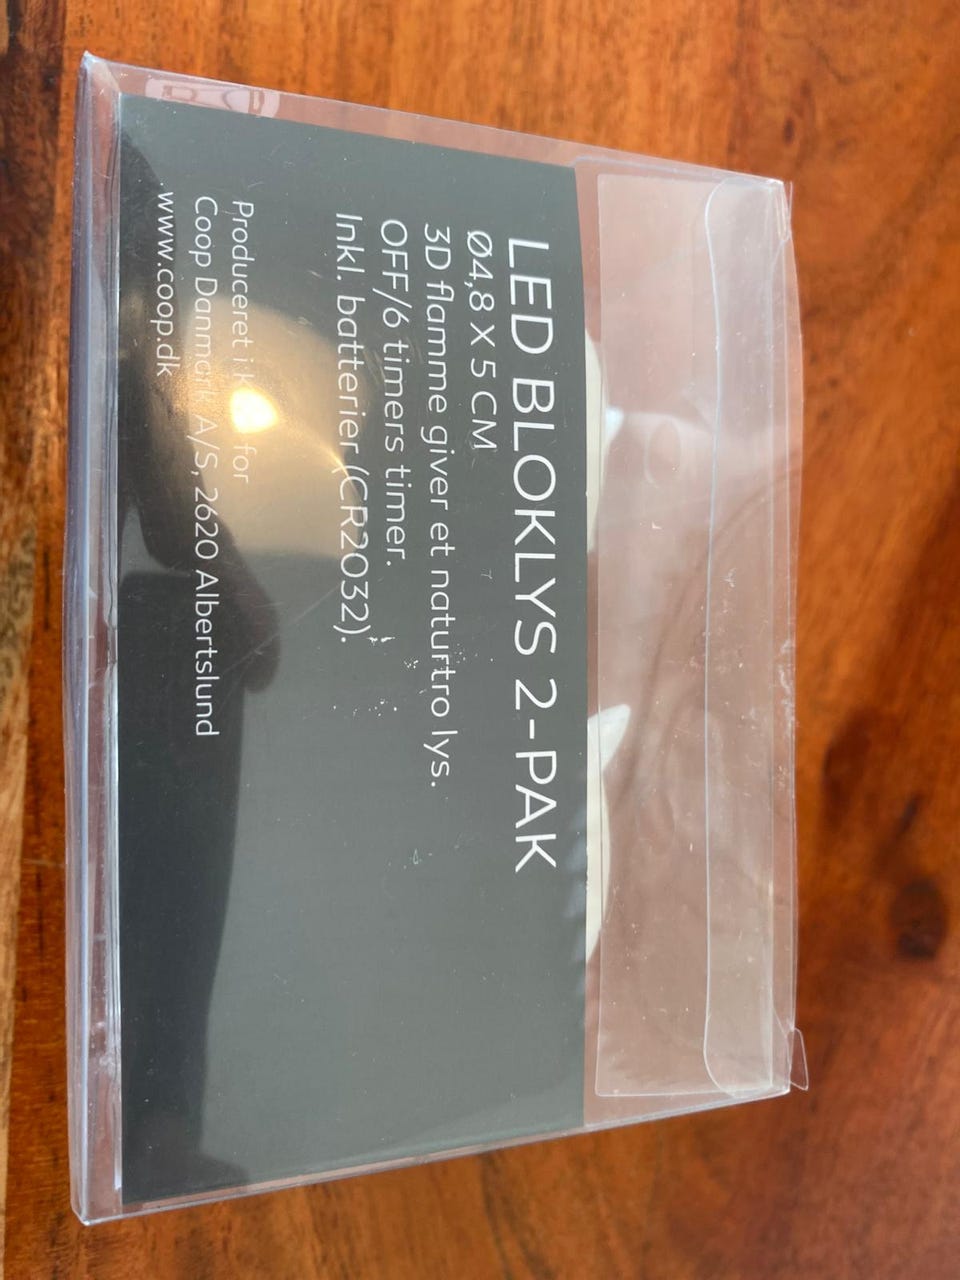 LED BLOKLYS 2-PAK
Ø4,8 X 5 CM
3D flamme giver et naturtro lys.
OFF/6 timers timer.
Inkl. batterier (CR2032).
Produceret i for
Coop Danmark A/S, 2620 Albertslund
www.coop.dk